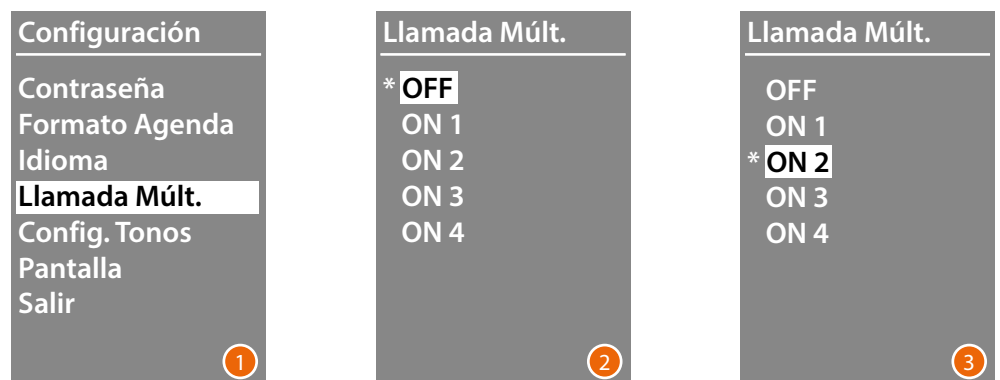 Configuración
Contraseña
Formato Agenda
Idioma
Llamada Múlt.
Config. Tonos
Pantalla
Salir
1
Llamada Múlt.
* OFF
ON 1
ON 2
ON 3
ON 4
2
Llamada Múlt.
OFF
ON 1
* ON 2
ON 3
ON 4
3